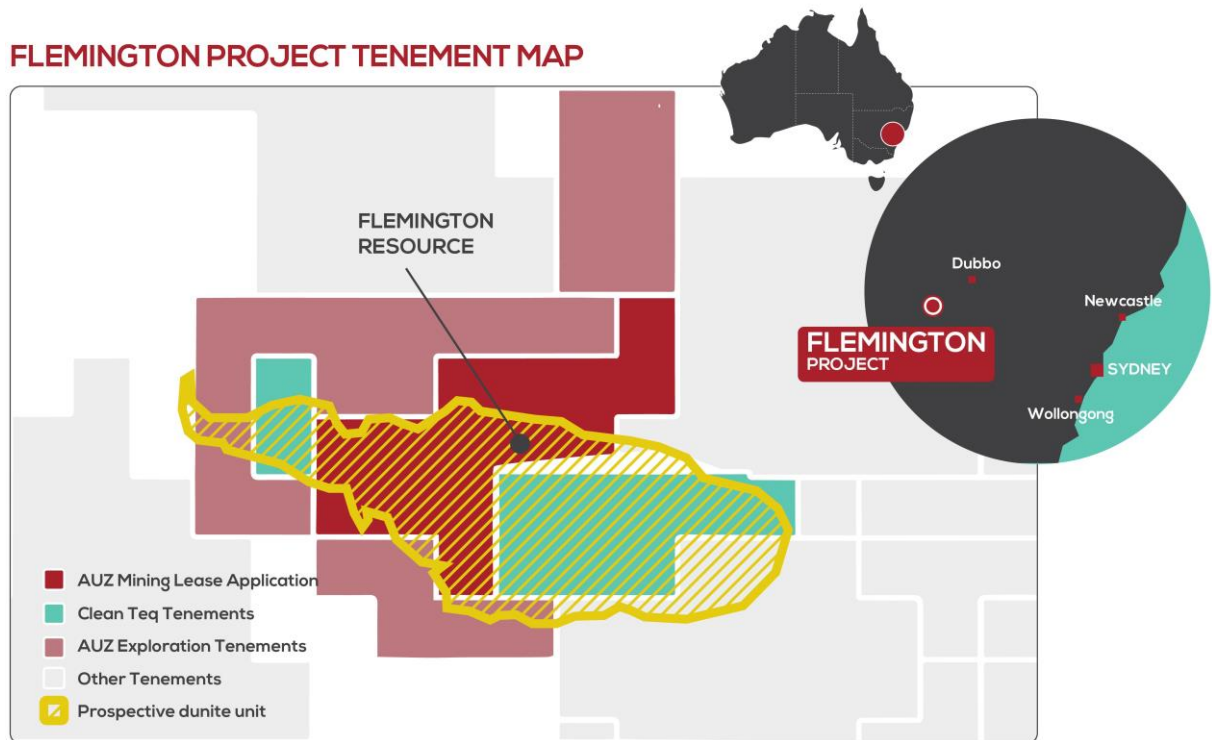 FLEMINGTON PROJECT TENEMENT MAP
FLEMINGTON
RESOURCE
Dubbo
Newcastle
FLEMINGTON
PROJECT
SYDNEY
Wollongong
AUZ Mining Lease Application
Clean Teq Tenements
AUZ Exploration Tenements
Other Tenements
Prospective dunite unit